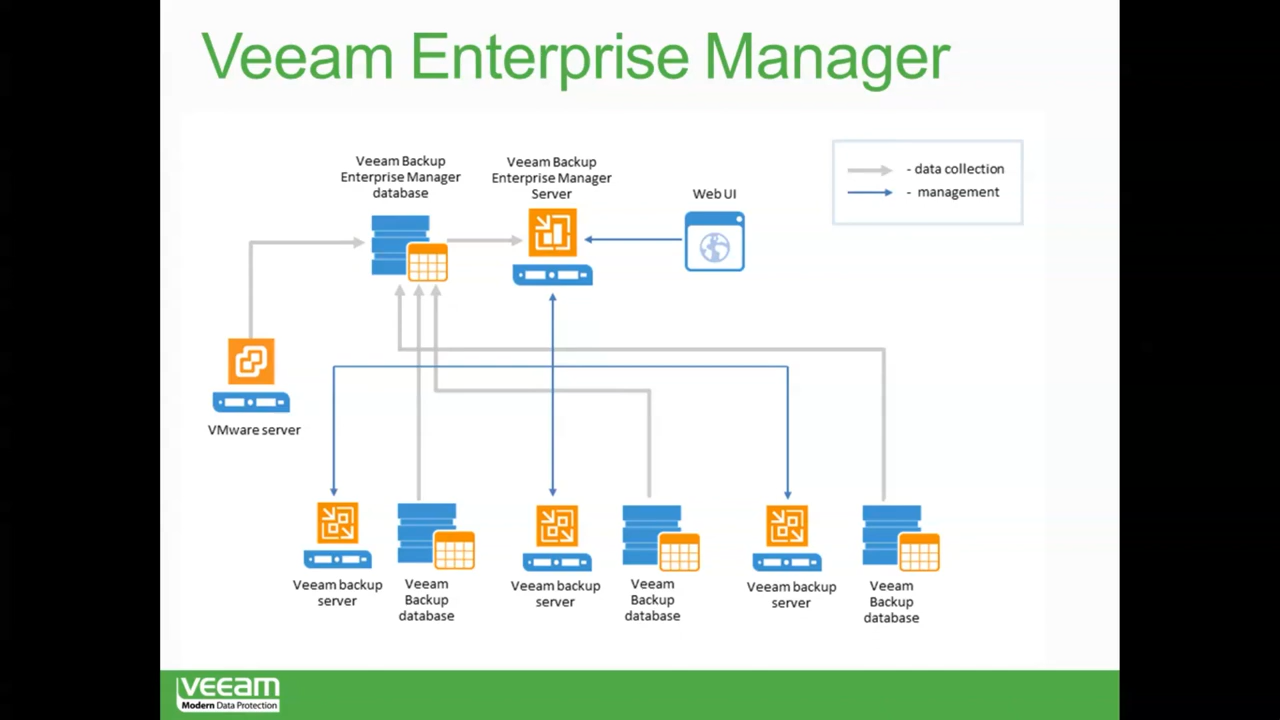 Veeam Enterprise Manager
Veeam Backup
Enterprise Manager
database
Veeam Backup
Enterprise Manager
Server
Web UI
- data collection
- management
VMware server
Veeam backup
server
Veeam
Backup
database
Veeam backup
server
Veeam
Backup
database
Veeam backup
server
Veeam
Backup
database
veeam
Modern Data Protection